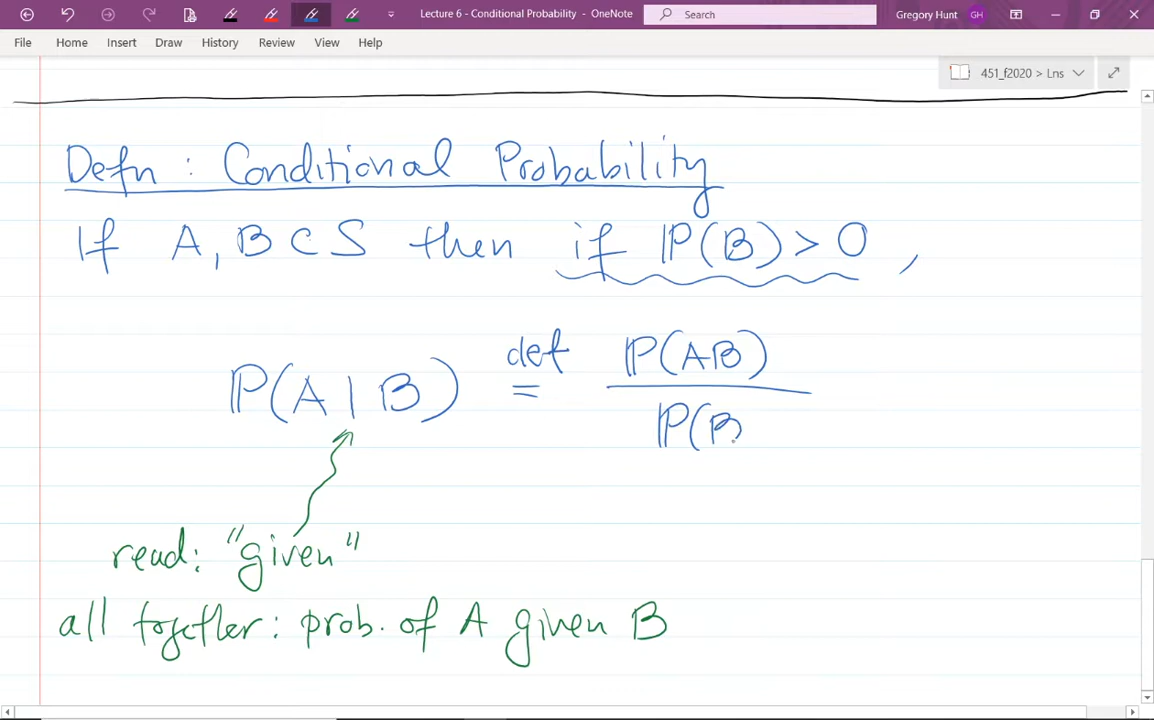 Lecture 6 - Conditional Probability - OneNote
Search
Gregory Hunt GH
File Home Insert Draw History Review View Help
451_f2020 > Lns
Defn : Conditional Probability
If A, B ⊂ S then if ℙ(B) > 0 ,
ℙ(A | B) def = ℙ(AB)
ℙ(B
read: "given"
all together: prob. of A given B